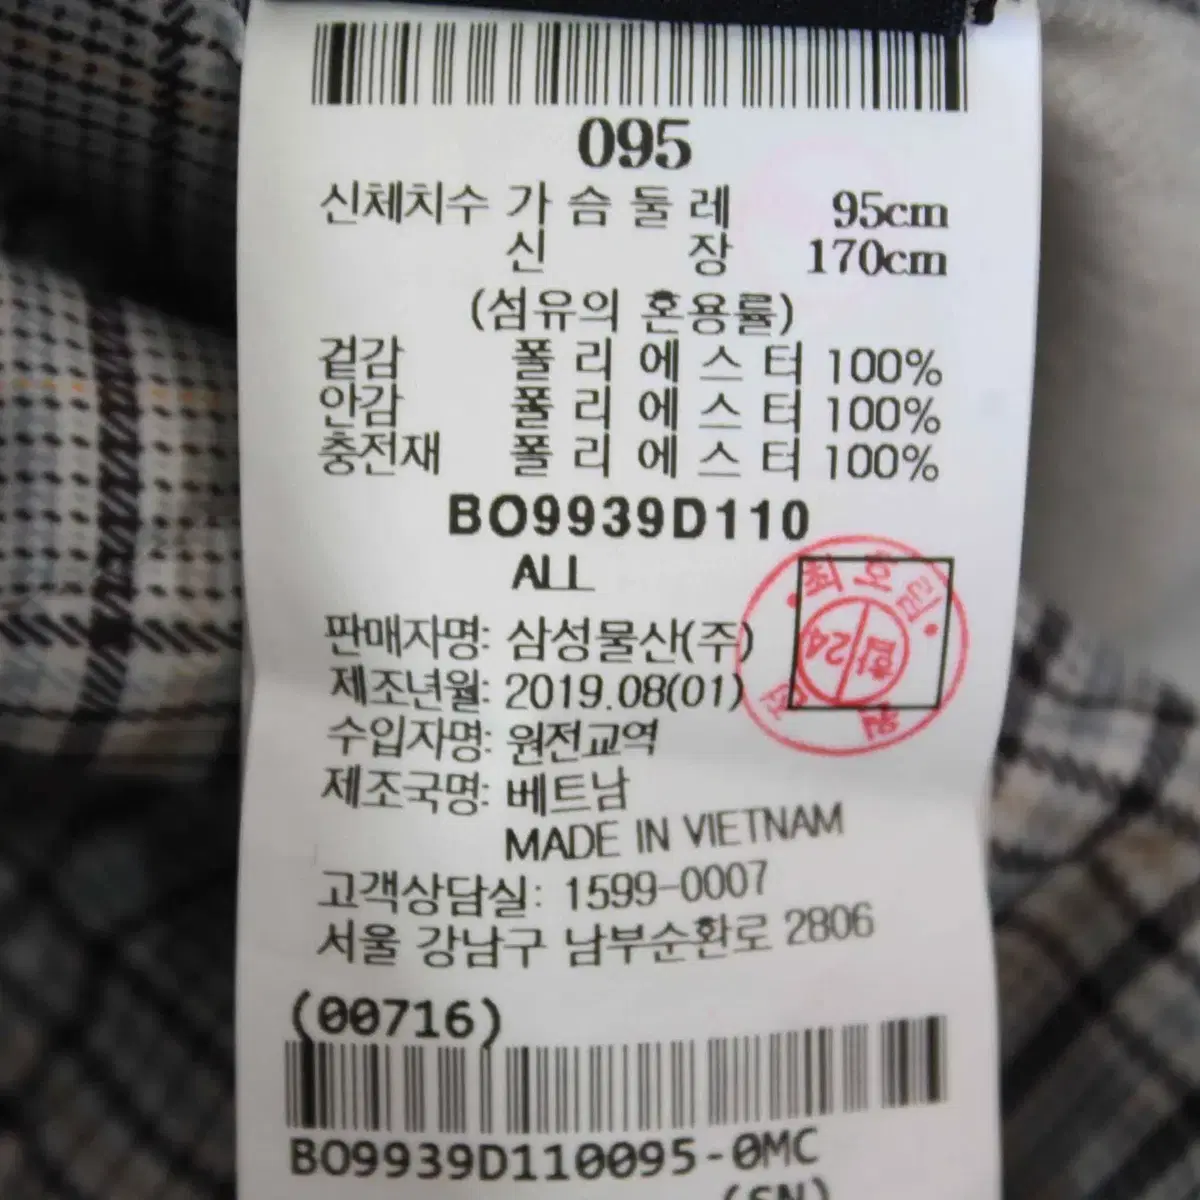 095
신체치수 가 슴 둘 레 95cm
신 장 170cm
(섬유의 혼용률)
겉감 폴 리 에 스 터 100%
안감 폴 리 에 스 터 100%
충전재 폴 리 에 스 터 100%
BO9939D110
ALL
판매자명: 삼성물산(주)
제조년월: 2019.08(01)
수입자명: 원전교역
제조국명: 베트남
MADE IN VIETNAM
고객상담실: 1599-0007
서울 강남구 남부순환로 2806
(00716)
BO9939D110095-0MC
24